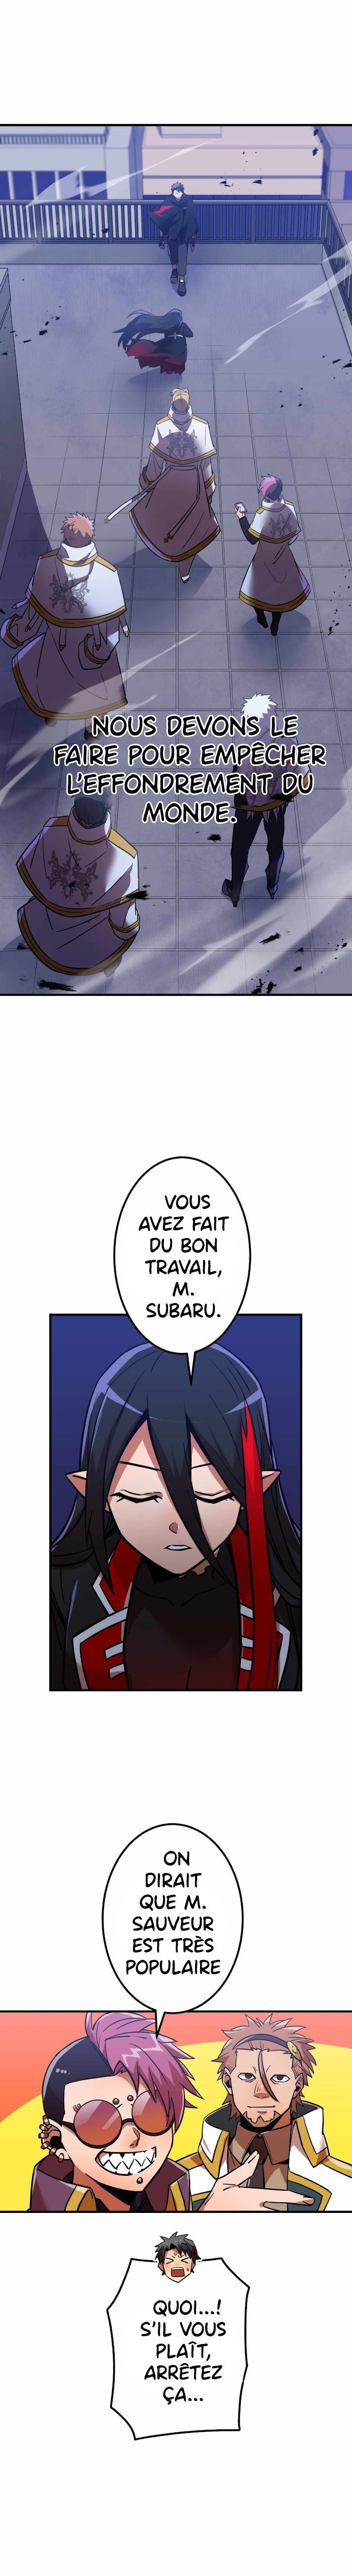 NOUS DEVONS LE
FAIRE POUR EMPÊCHER
L'EFFONDREMENT DU
MONDE.
VOUS
AVEZ FAIT
DU BON
TRAVAIL,
M.
SUBARU.
ON
DIRAIT
QUE M.
SAUVEUR
EST TRÈS
POPULAIRE
QUOI...!
S'IL VOUS
PLAÎT,
ARRÊTEZ
ÇA...